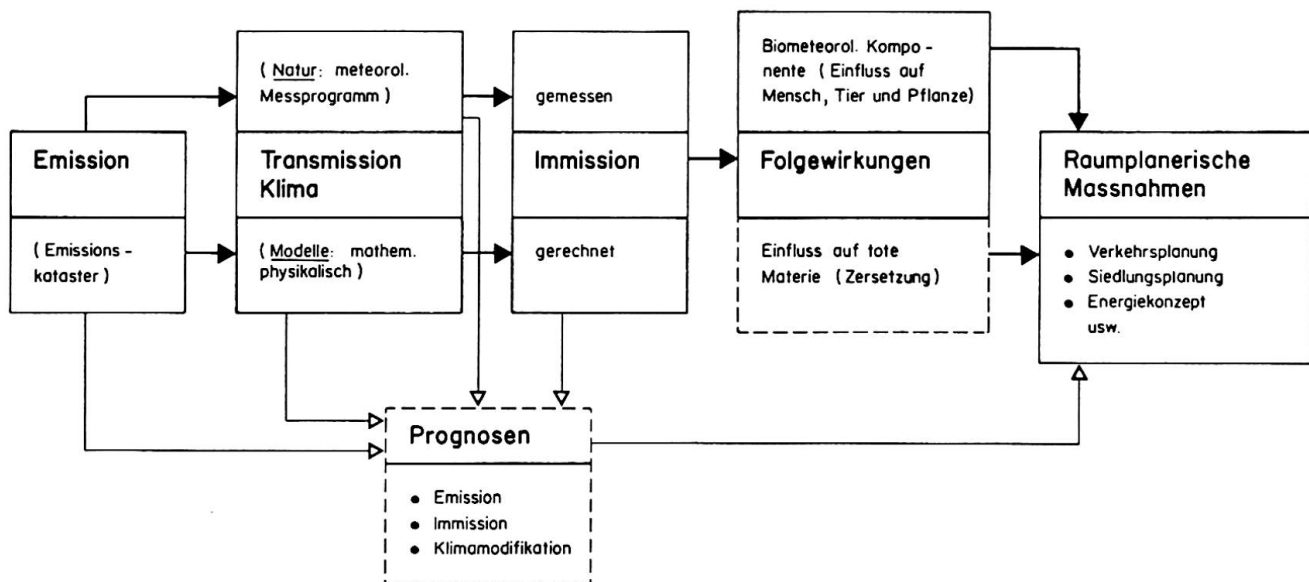 Emission
(Emissions-
kataster)
(Natur: meteorol.
Messprogramm)
Transmission
Klima
(Modelle: mathem.
physikalisch)
gemessen
Immission
gerechnet
Biometeorol. Kompo-
nente (Einfluss auf
Mensch, Tier und Pflanze)
Folgewirkungen
Einfluss auf tote
Materie (Zersetzung)
Raumplanerische
Massnahmen
• Verkehrsplanung
• Siedlungsplanung
• Energiekonzept
usw.
Prognosen
• Emission
• Immission
• Klimamodifikation